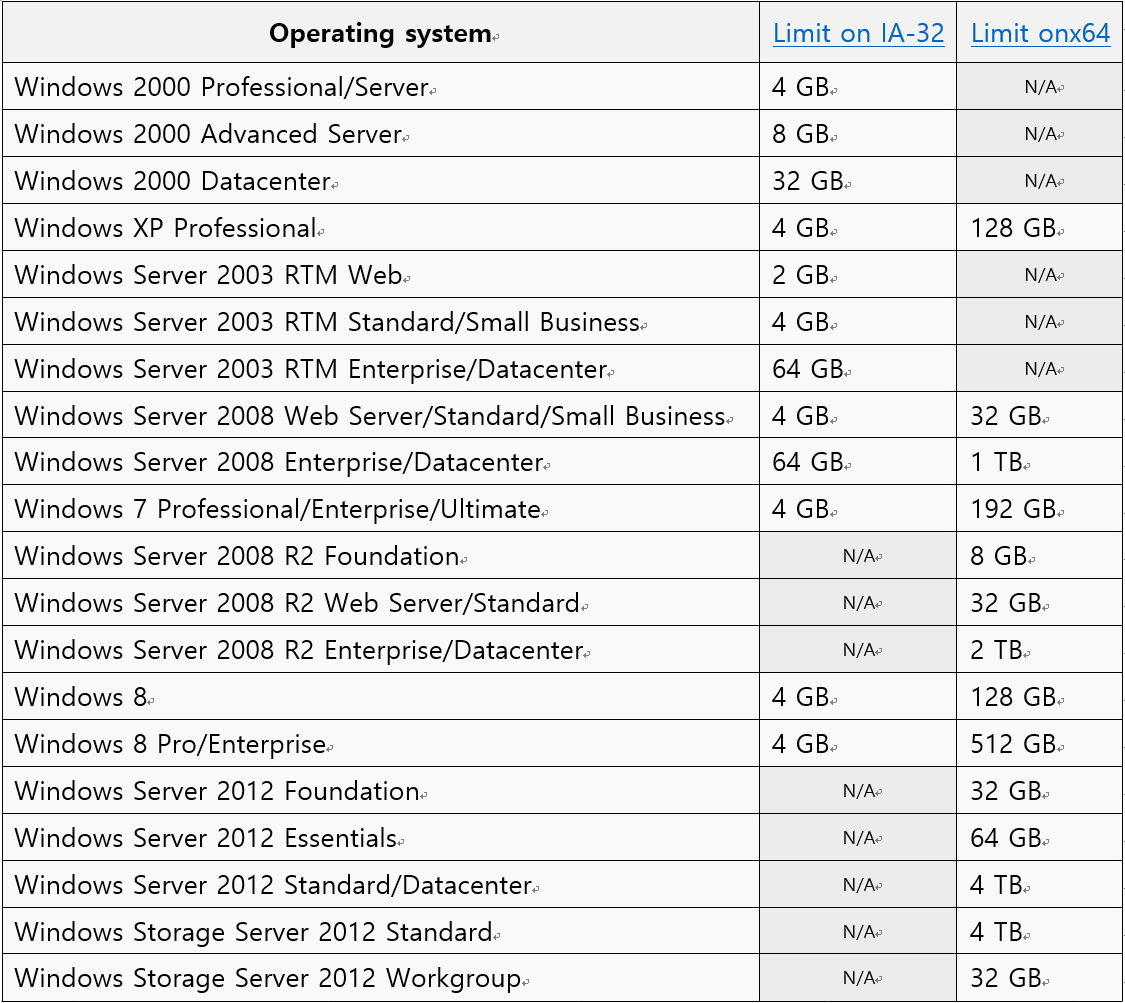 Operating system Limit on IA-32 Limit onx64
Windows 2000 Professional/Server 4 GB N/A
Windows 2000 Advanced Server 8 GB N/A
Windows 2000 Datacenter 32 GB N/A
Windows XP Professional 4 GB 128 GB
Windows Server 2003 RTM Web 2 GB N/A
Windows Server 2003 RTM Standard/Small Business 4 GB N/A
Windows Server 2003 RTM Enterprise/Datacenter 64 GB N/A
Windows Server 2008 Web Server/Standard/Small Business 4 GB 32 GB
Windows Server 2008 Enterprise/Datacenter 64 GB 1 TB
Windows 7 Professional/Enterprise/Ultimate 4 GB 192 GB
Windows Server 2008 R2 Foundation N/A 8 GB
Windows Server 2008 R2 Web Server/Standard N/A 32 GB
Windows Server 2008 R2 Enterprise/Datacenter N/A 2 TB
Windows 8 4 GB 128 GB
Windows 8 Pro/Enterprise 4 GB 512 GB
Windows Server 2012 Foundation N/A 32 GB
Windows Server 2012 Essentials N/A 64 GB
Windows Server 2012 Standard/Datacenter N/A 4 TB
Windows Storage Server 2012 Standard N/A 4 TB
Windows Storage Server 2012 Workgroup N/A 32 GB